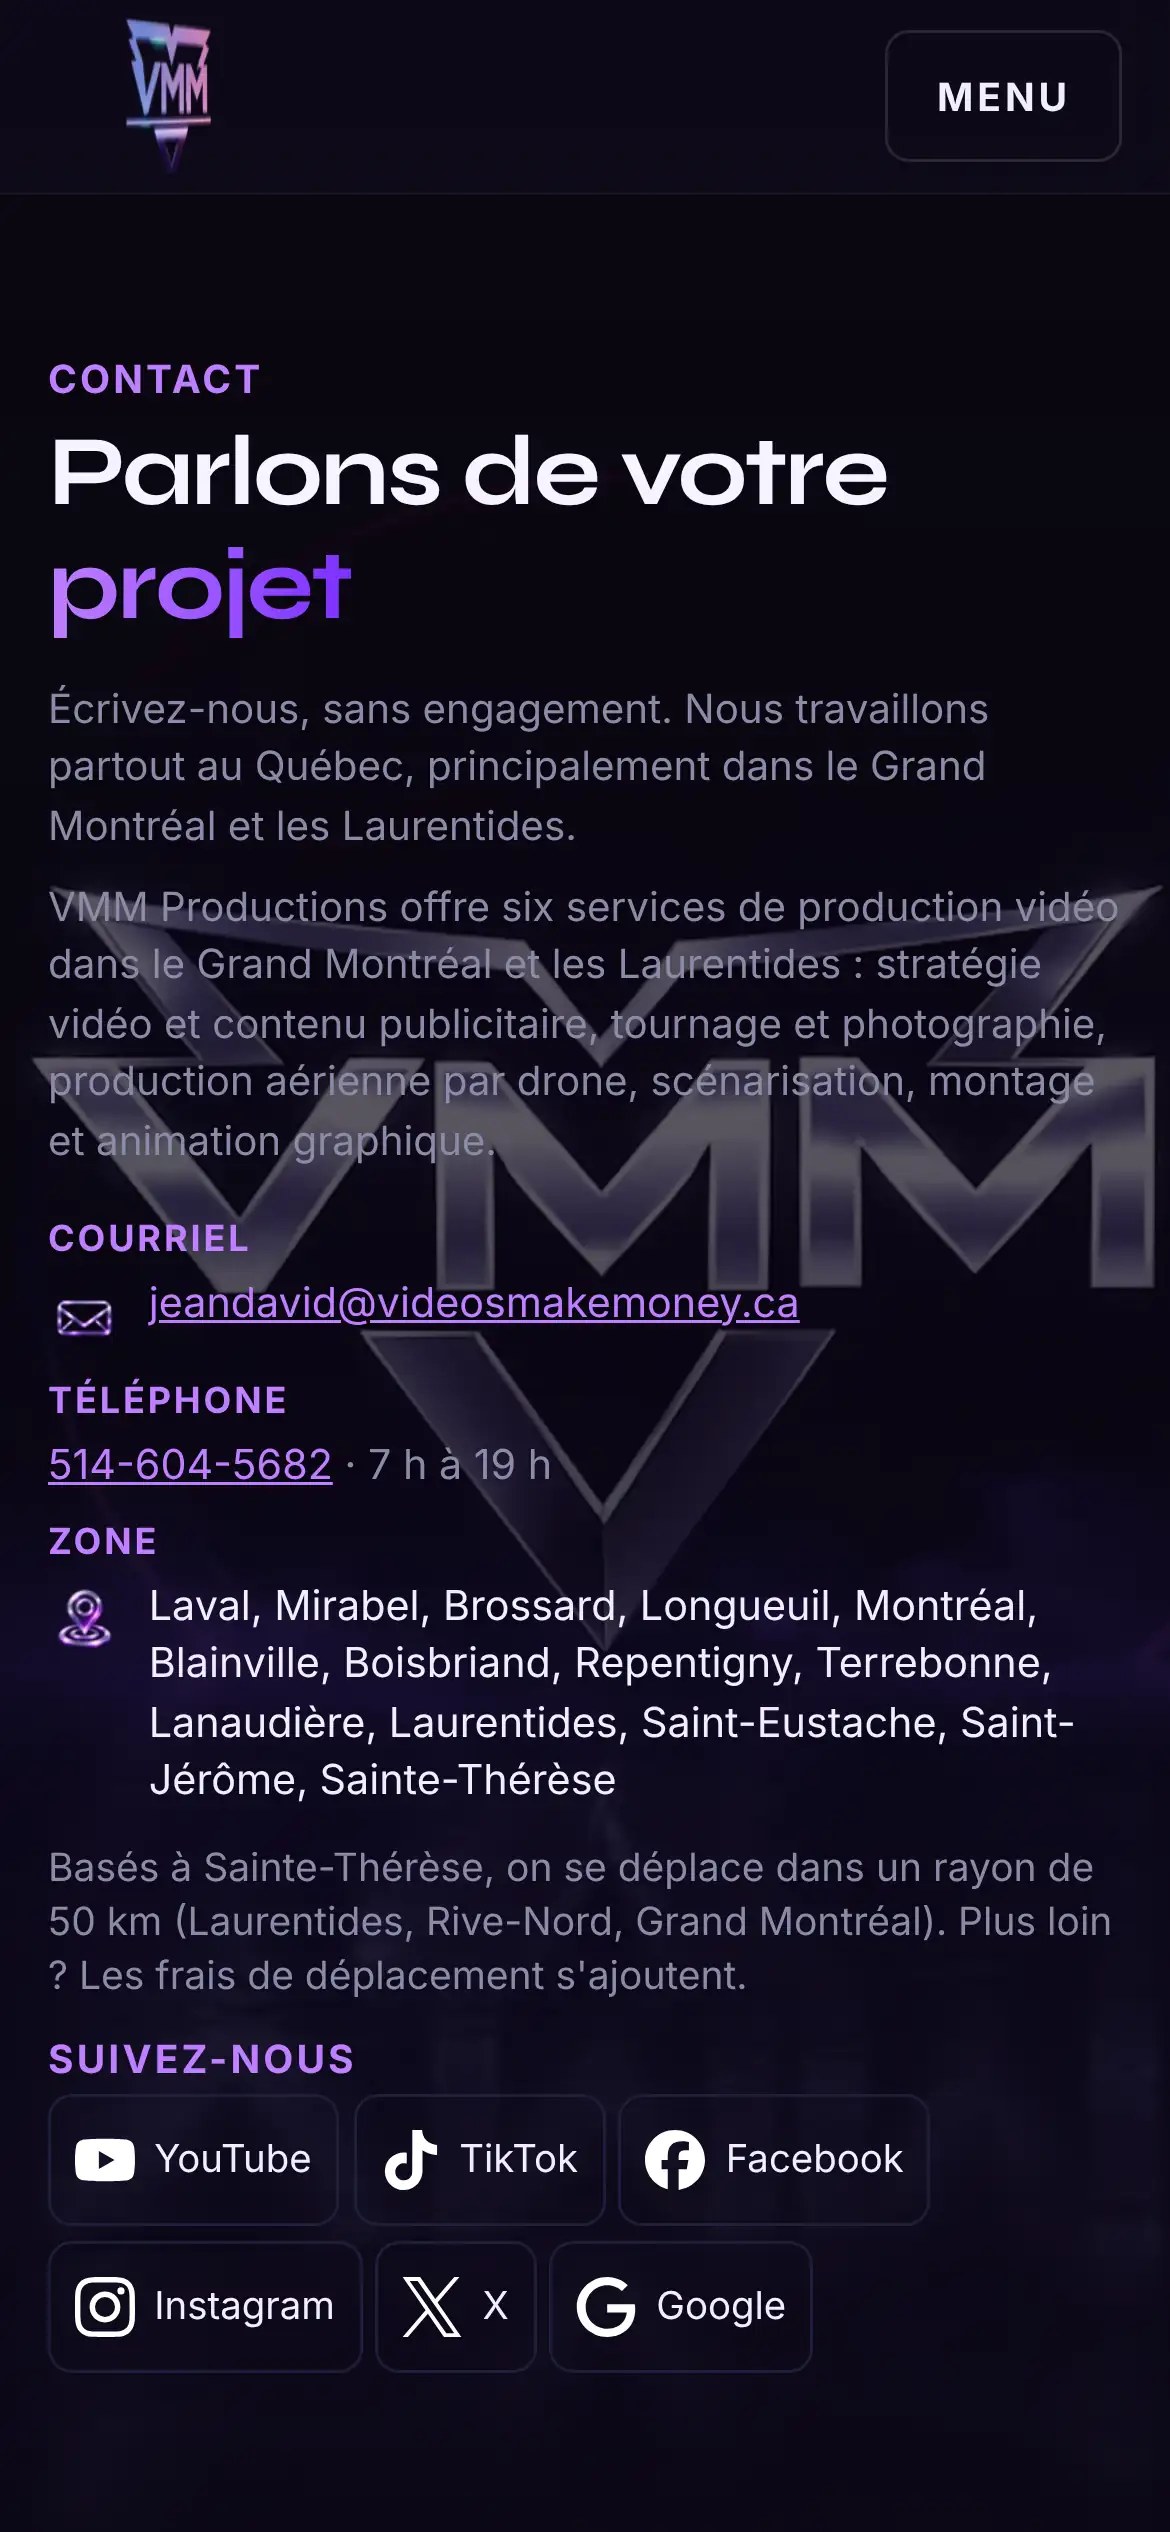 VMM
MENU
CONTACT
Parlons de votre
projet
Écrivez-nous, sans engagement. Nous travaillons
partout au Québec, principalement dans le Grand
Montréal et les Laurentides.
VMM Productions offre six services de production vidéo
dans le Grand Montréal et les Laurentides : stratégie
vidéo et contenu publicitaire, tournage et photographie,
production aérienne par drone, scénarisation, montage
et animation graphique.
VMM
COURRIEL
jeandavid@videosmakemoney.ca
TÉLÉPHONE
514-604-5682 · 7 h à 19 h
ZONE
Laval, Mirabel, Brossard, Longueuil, Montréal,
Blainville, Boisbriand, Repentigny, Terrebonne,
Lanaudière, Laurentides, Saint-Eustache, Saint-
Jérôme, Sainte-Thérèse
Basés à Sainte-Thérèse, on se déplace dans un rayon de
50 km (Laurentides, Rive-Nord, Grand Montréal). Plus loin
? Les frais de déplacement s'ajoutent.
SUIVEZ-NOUS
YouTube
TikTok
Facebook
Instagram
X
Google